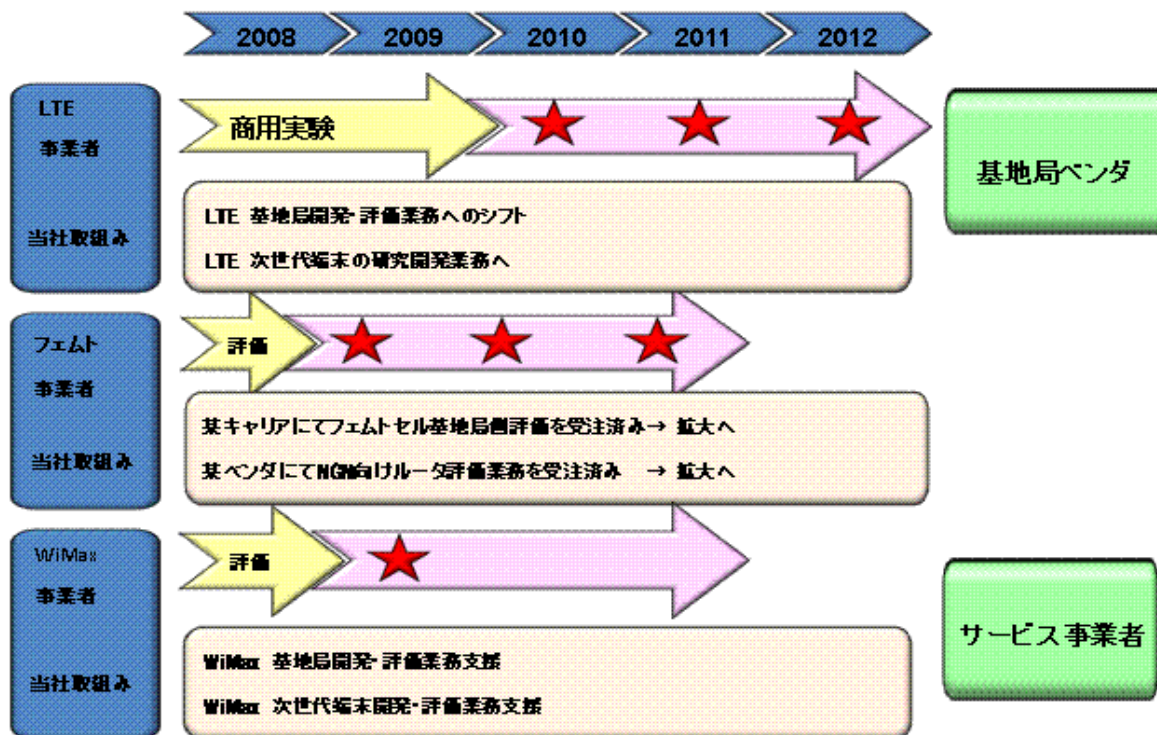 2008 2009 2010 2011 2012
LTE
事業者
当社取組み
商用実験
LTE 基地局開発・評価業務へのシフト
LTE 次世代端末の研究開発業務へ
基地局ベンダ
フェムト
事業者
当社取組み
評価
某キャリアにてフェムトセル基地局側評価を受注済み→ 拡大へ
某ベンダにてNGN向けルータ評価業務を受注済み → 拡大へ
WiMax
事業者
当社取組み
評価
WiMax 基地局開発・評価業務支援
WiMax 次世代端末開発・評価業務支援
サービス事業者